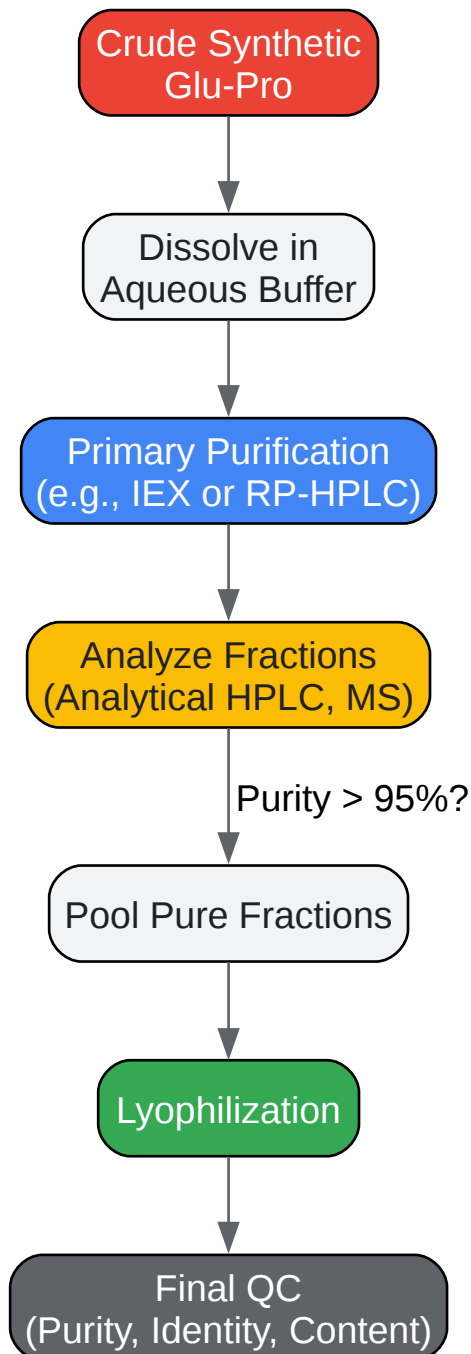 Crude Synthetic
Glu-Pro
Dissolve in
Aqueous Buffer
Primary Purification
(e.g., IEX or RP-HPLC)
Analyze Fractions
(Analytical HPLC, MS)
Purity > 95%?
Pool Pure Fractions
Lyophilization
Final QC
(Purity, Identity, Content)